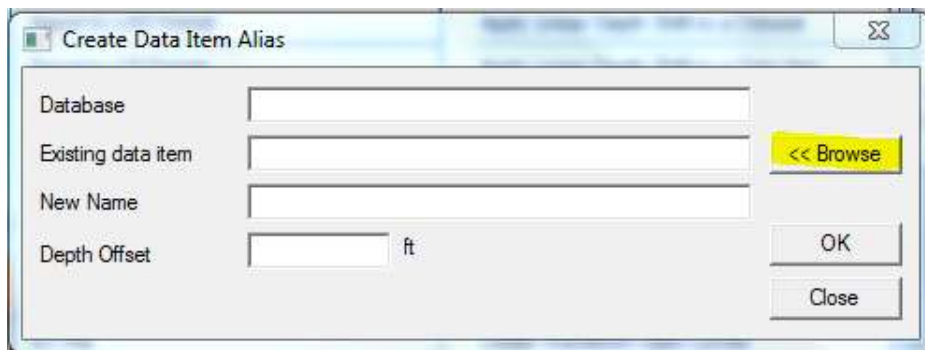 Create Data Item Alias
Database
Existing data item
<< Browse
New Name
Depth Offset ft
OK
Close